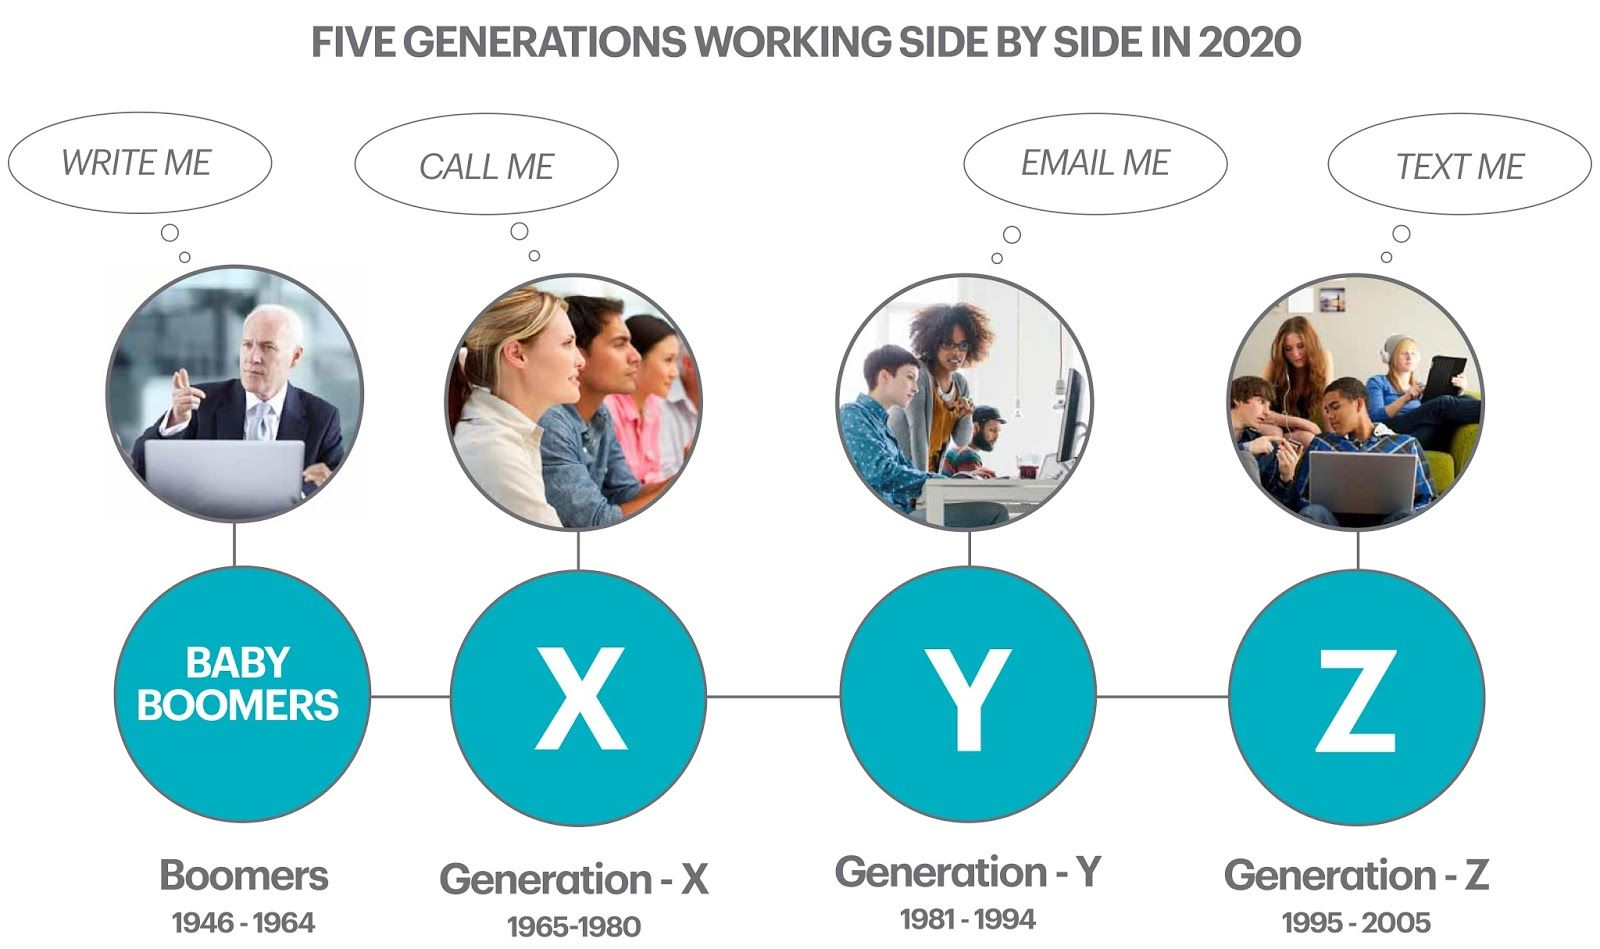 FIVE GENERATIONS WORKING SIDE BY SIDE IN 2020
WRITE ME
CALL ME
EMAIL ME
TEXT ME
BABY
BOOMERS
X
Y
Z
Boomers
1946 - 1964
Generation - X
1965-1980
Generation - Y
1981 - 1994
Generation - Z
1995 - 2005